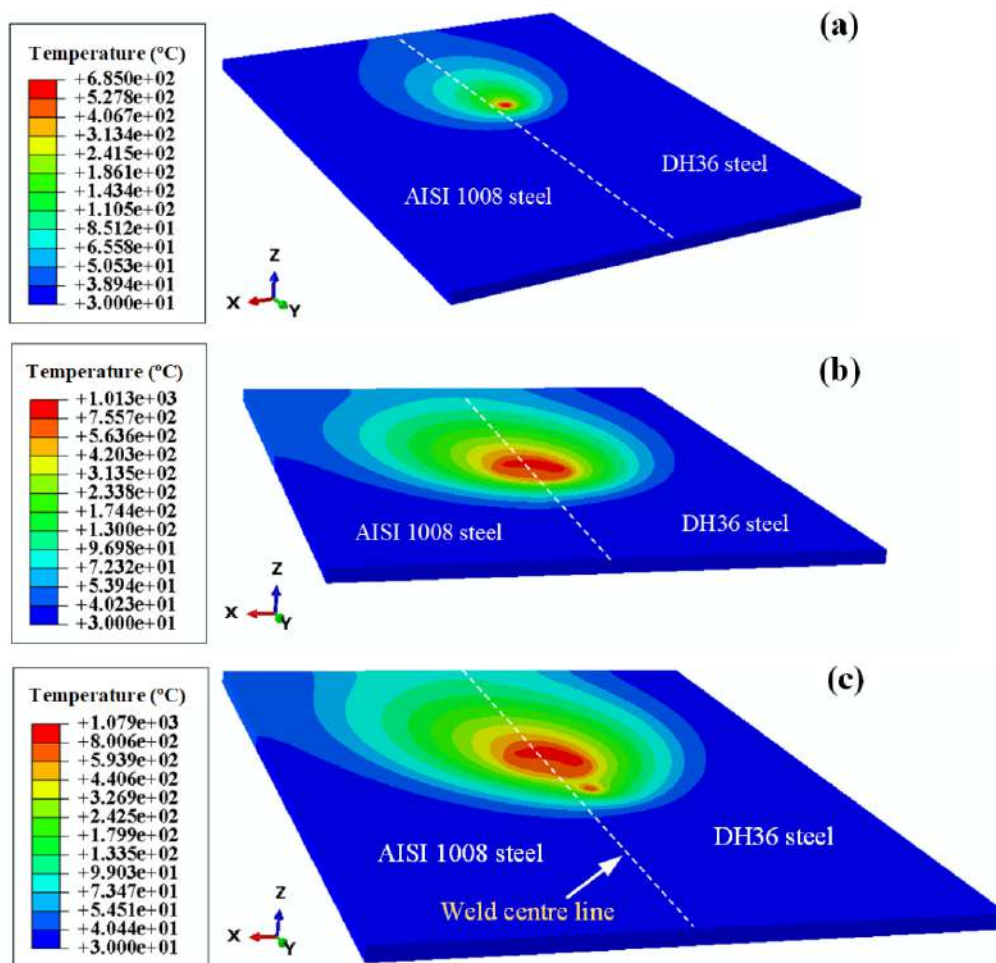 (a)
Temperature (ºC)
+6.850e+02
+5.278e+02
+4.067e+02
+3.134e+02
+2.415e+02
+1.861e+02
+1.434e+02
+1.105e+02
+8.512e+01
+6.558e+01
+5.053e+01
+3.894e+01
+3.000e+01
DH36 steel
AISI 1008 steel
Z
X
Y
(b)
Temperature (ºC)
+1.013e+03
+7.557e+02
+5.636e+02
+4.203e+02
+3.135e+02
+2.338e+02
+1.744e+02
+1.300e+02
+9.698e+01
+7.232e+01
+5.394e+01
+4.023e+01
+3.000e+01
AISI 1008 steel
DH36 steel
Z
X
Y
(c)
Temperature (ºC)
+1.079e+03
+8.006e+02
+5.939e+02
+4.406e+02
+3.269e+02
+2.425e+02
+1.799e+02
+1.335e+02
+9.903e+01
+7.347e+01
+5.451e+01
+4.044e+01
+3.000e+01
AISI 1008 steel
DH36 steel
Weld centre line
Z
X
Y